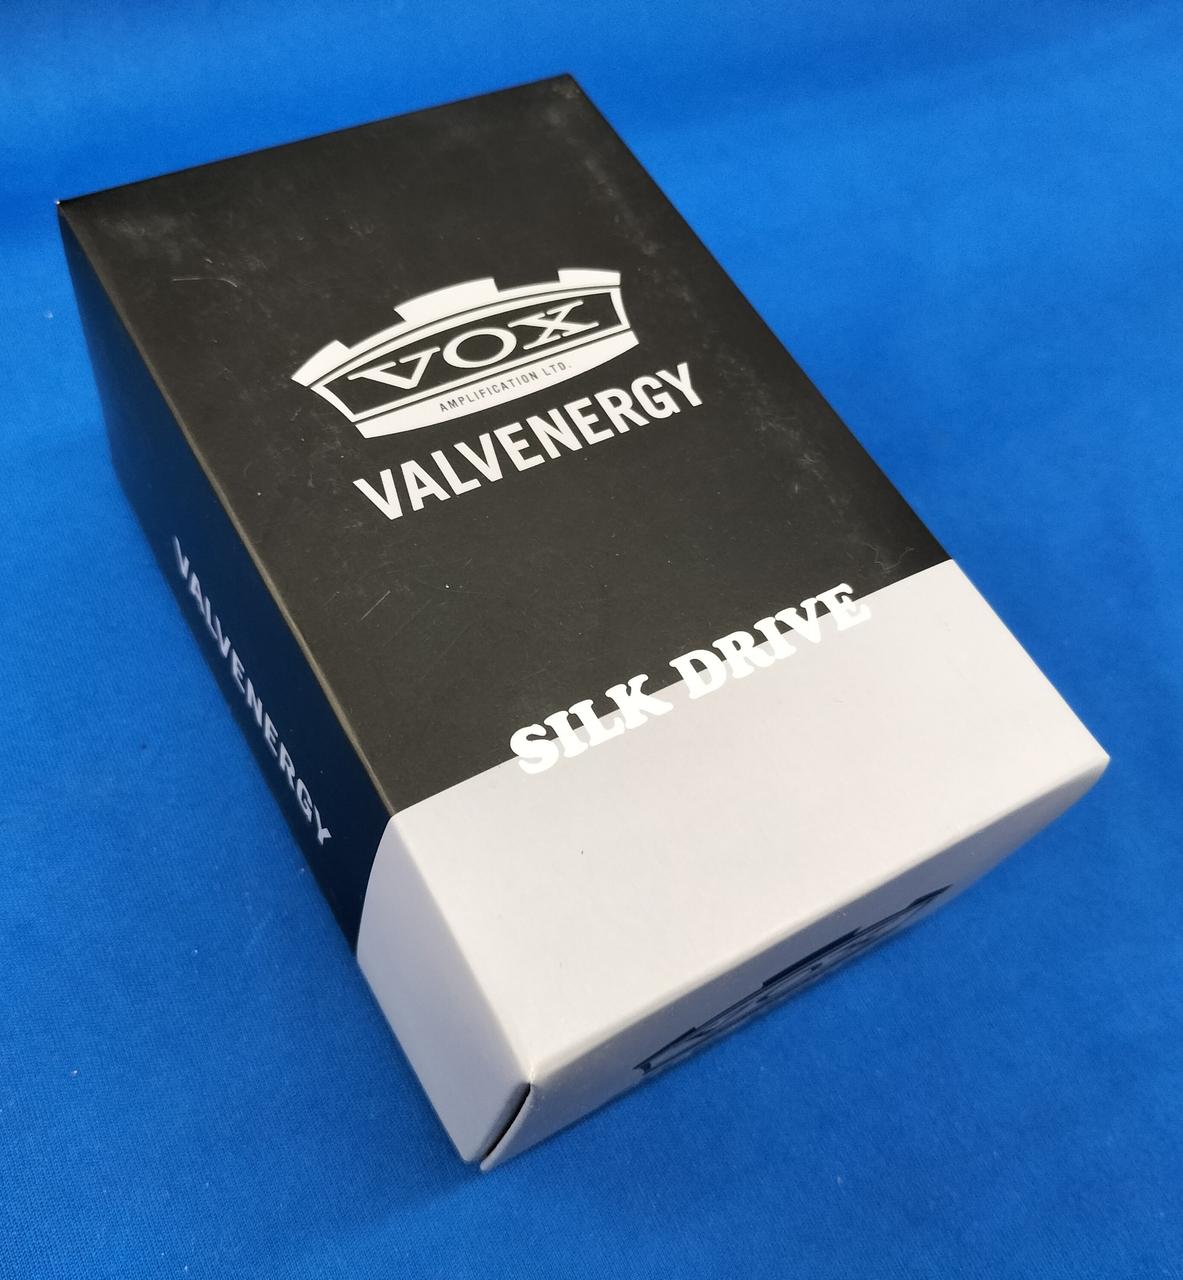 VOX
AMPLIFICATION LTD.
VALVENERGY
SILK DRIVE
VALVENERGY